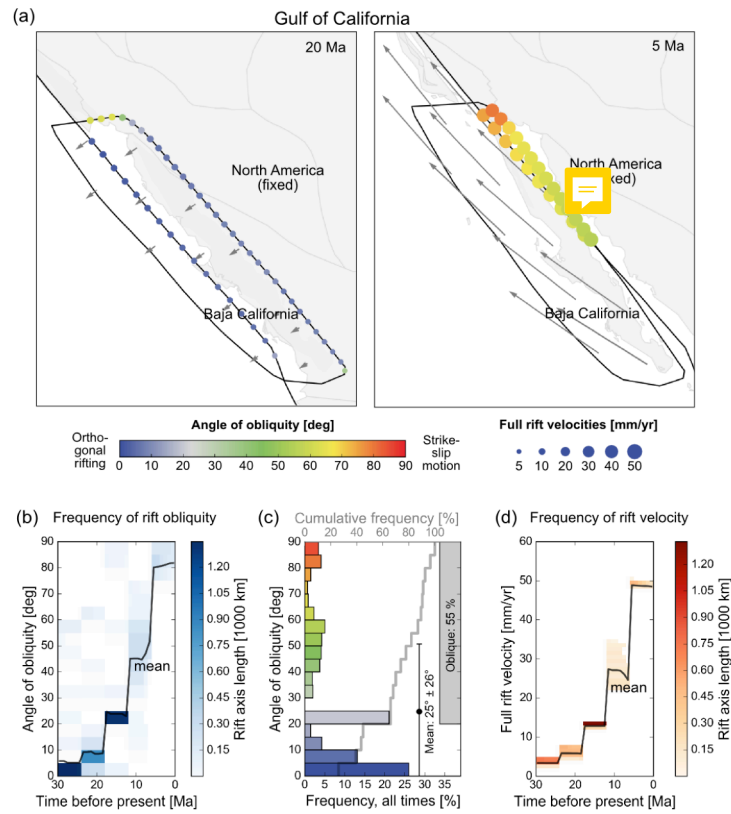 (a)
Gulf of California
20 Ma
North America
(fixed)
Baja California
5 Ma
North America
xed)
Baja California
Angle of obliquity [deg]
Ortho-
gonal
rifting
0 10 20 30 40 50 60 70 80 90
Strike-
slip
motion
Full rift velocities [mm/yr]
5 10 20 30 40 50
(b)
Frequency of rift obliquity
Angle of obliquity [deg]
90
80
70
60
50
40
30
20
10
0
mean
30 20 10 0
Time before present [Ma]
1.20
1.05
0.90
0.75
0.60
0.45
0.30
0.15
Rift axis length [1000 km]
(c)
Cumulative frequency [%]
0 20 40 60 80 100
Angle of obliquity [deg]
90
80
70
60
50
40
30
20
10
0
Mean: 25° ± 26°
Oblique: 55 %
0 5 10 15 20 25 30 35
Frequency, all times [%]
(d)
Frequency of rift velocity
Full rift velocity [mm/yr]
60
50
40
30
20
10
0
mean
30 20 10 0
Time before present [Ma]
1.20
1.05
0.90
0.75
0.60
0.45
0.30
0.15
Rift axis length [1000 km]